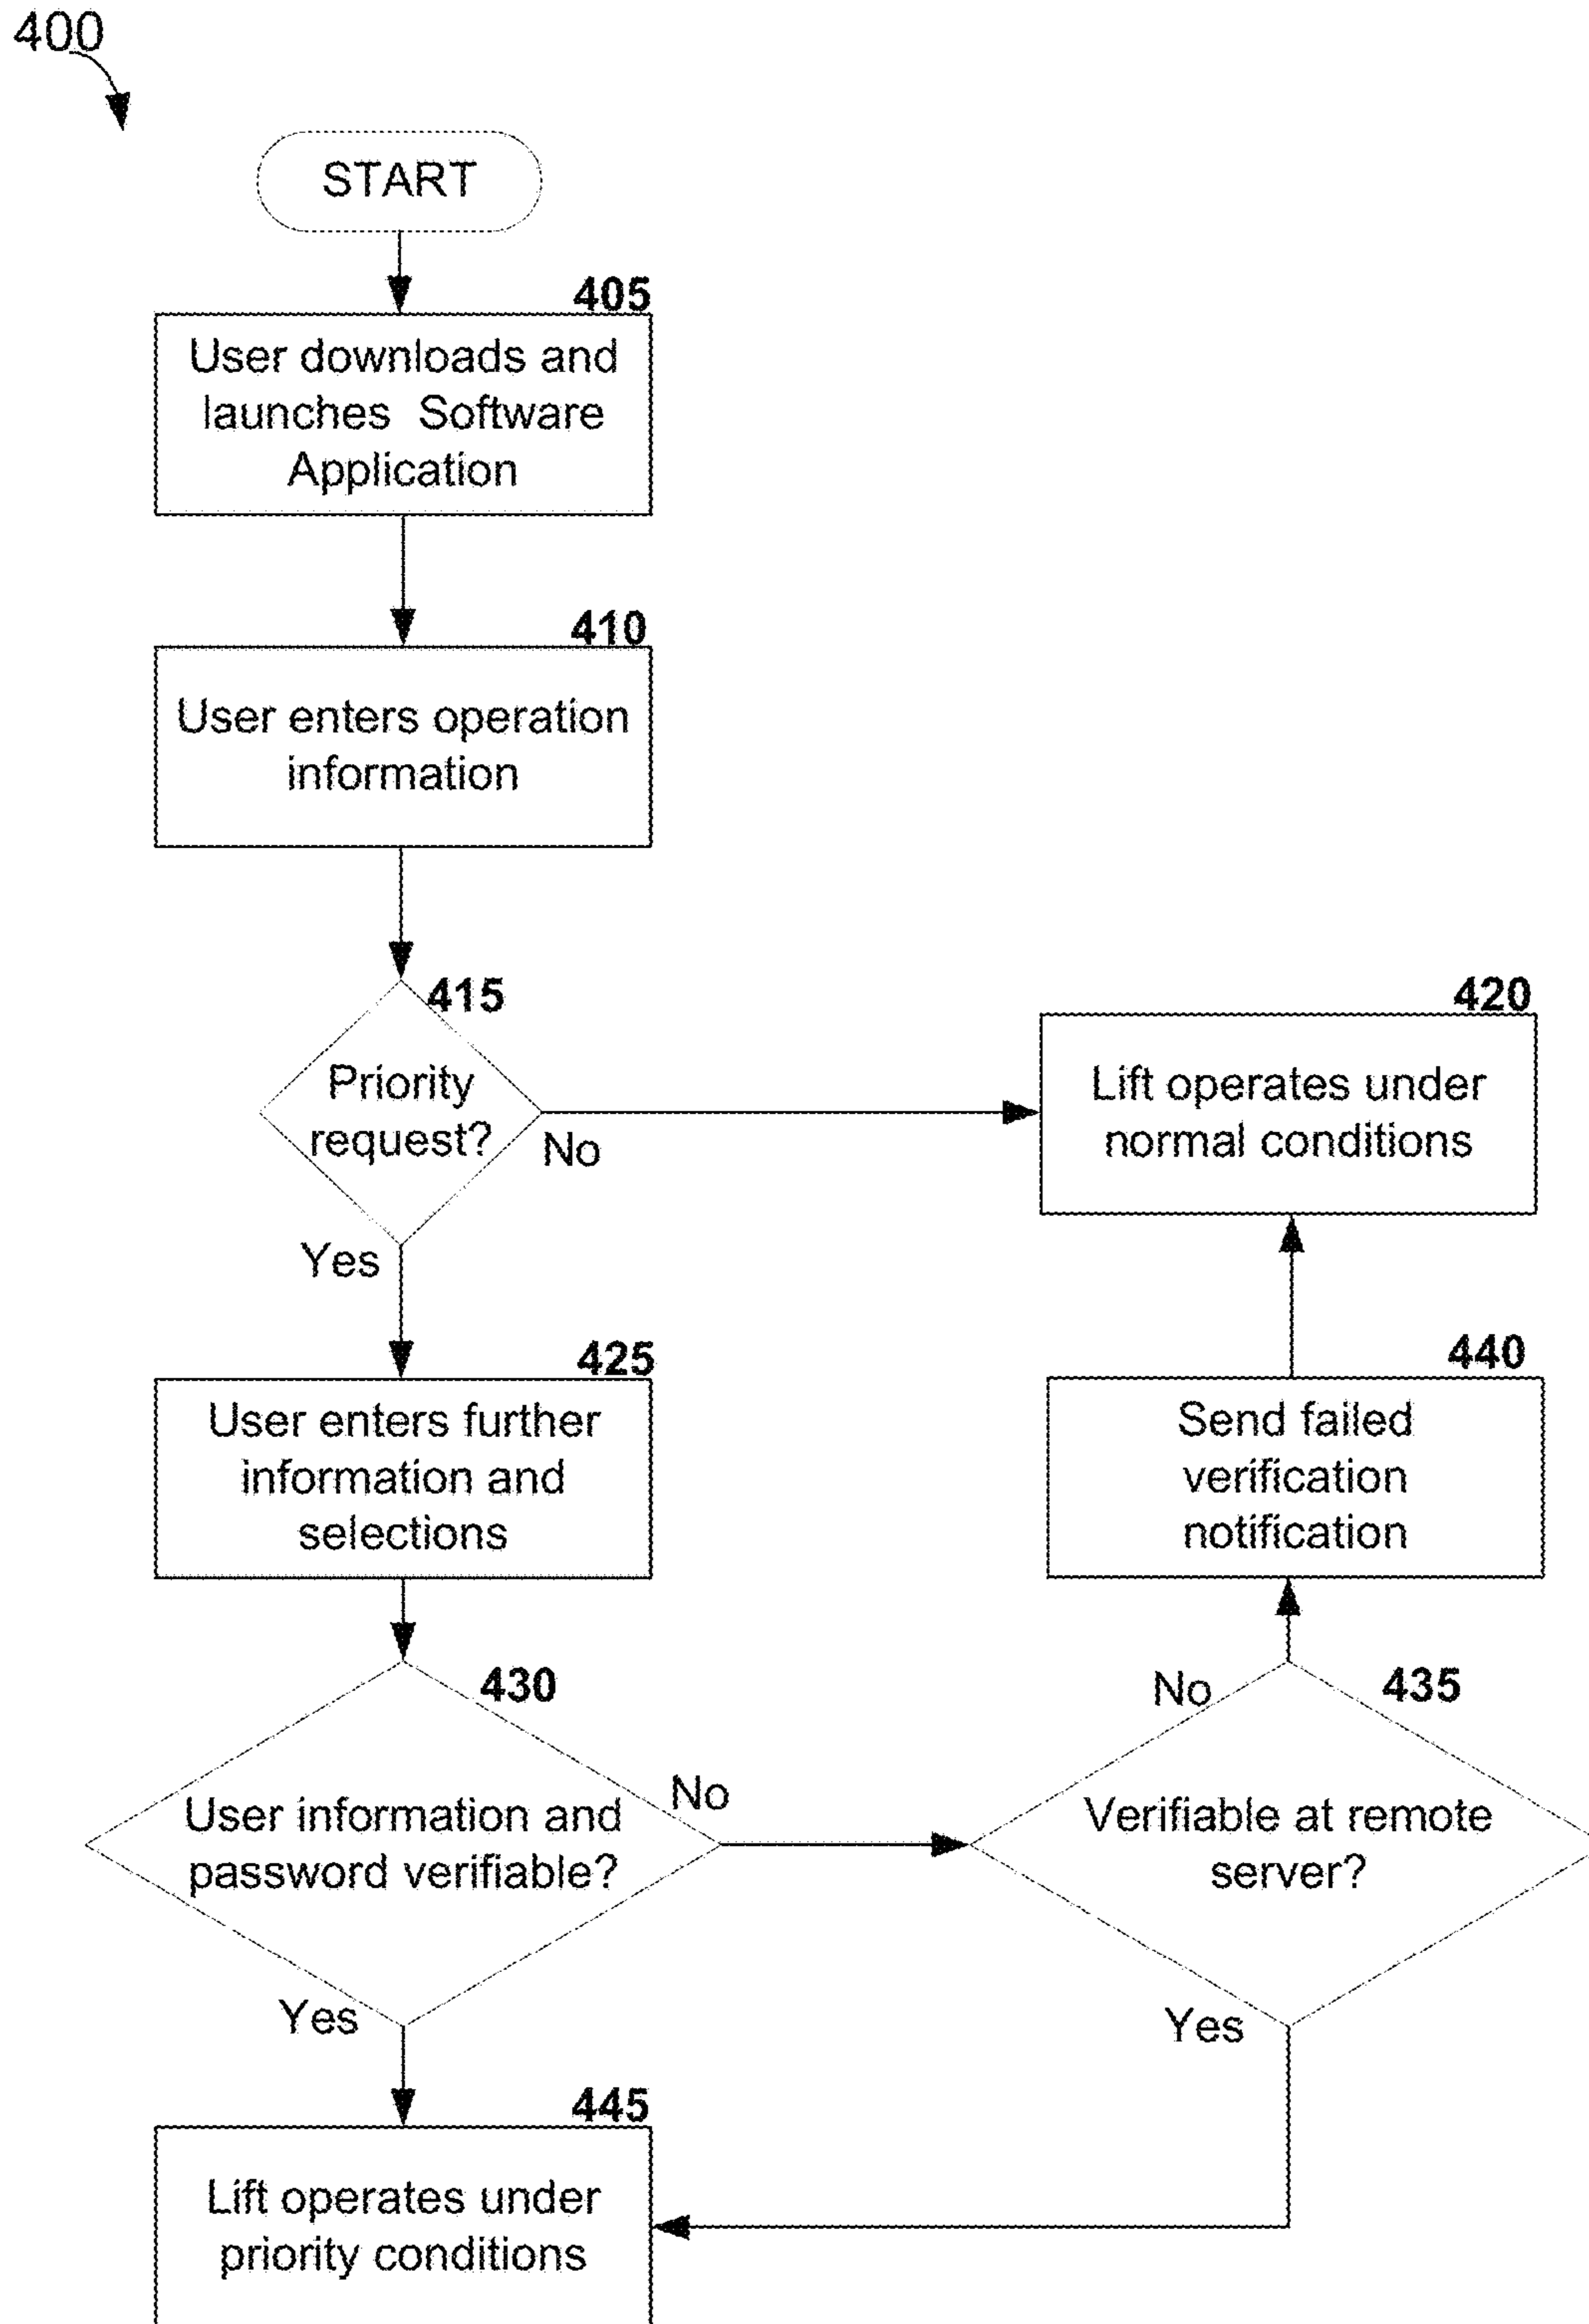 400
START
405
User downloads and
launches Software
Application
410
User enters operation
information
415
Priority
request?
No
Yes
420
Lift operates under
normal conditions
425
User enters further
information and
selections
440
Send failed
verification
notification
430
User information and
password verifiable?
No
Yes
435
No
Verifiable at remote
server?
Yes
445
Lift operates under
priority conditions